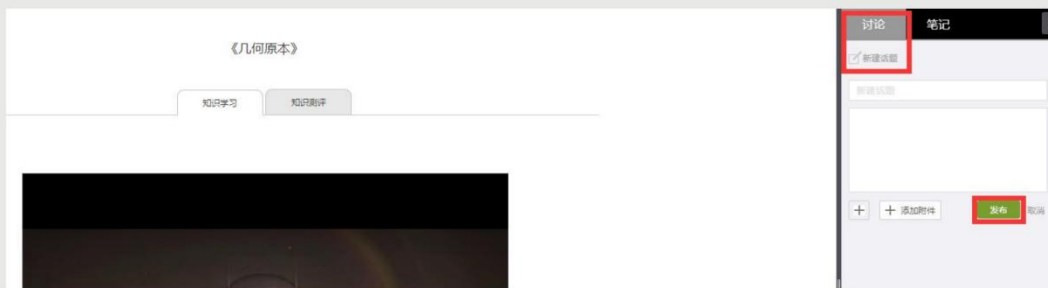 《几何原本》
知识学习
知识测评
讨论
笔记
新建话题
新建话题
+
+ 添加附件
发布
取消